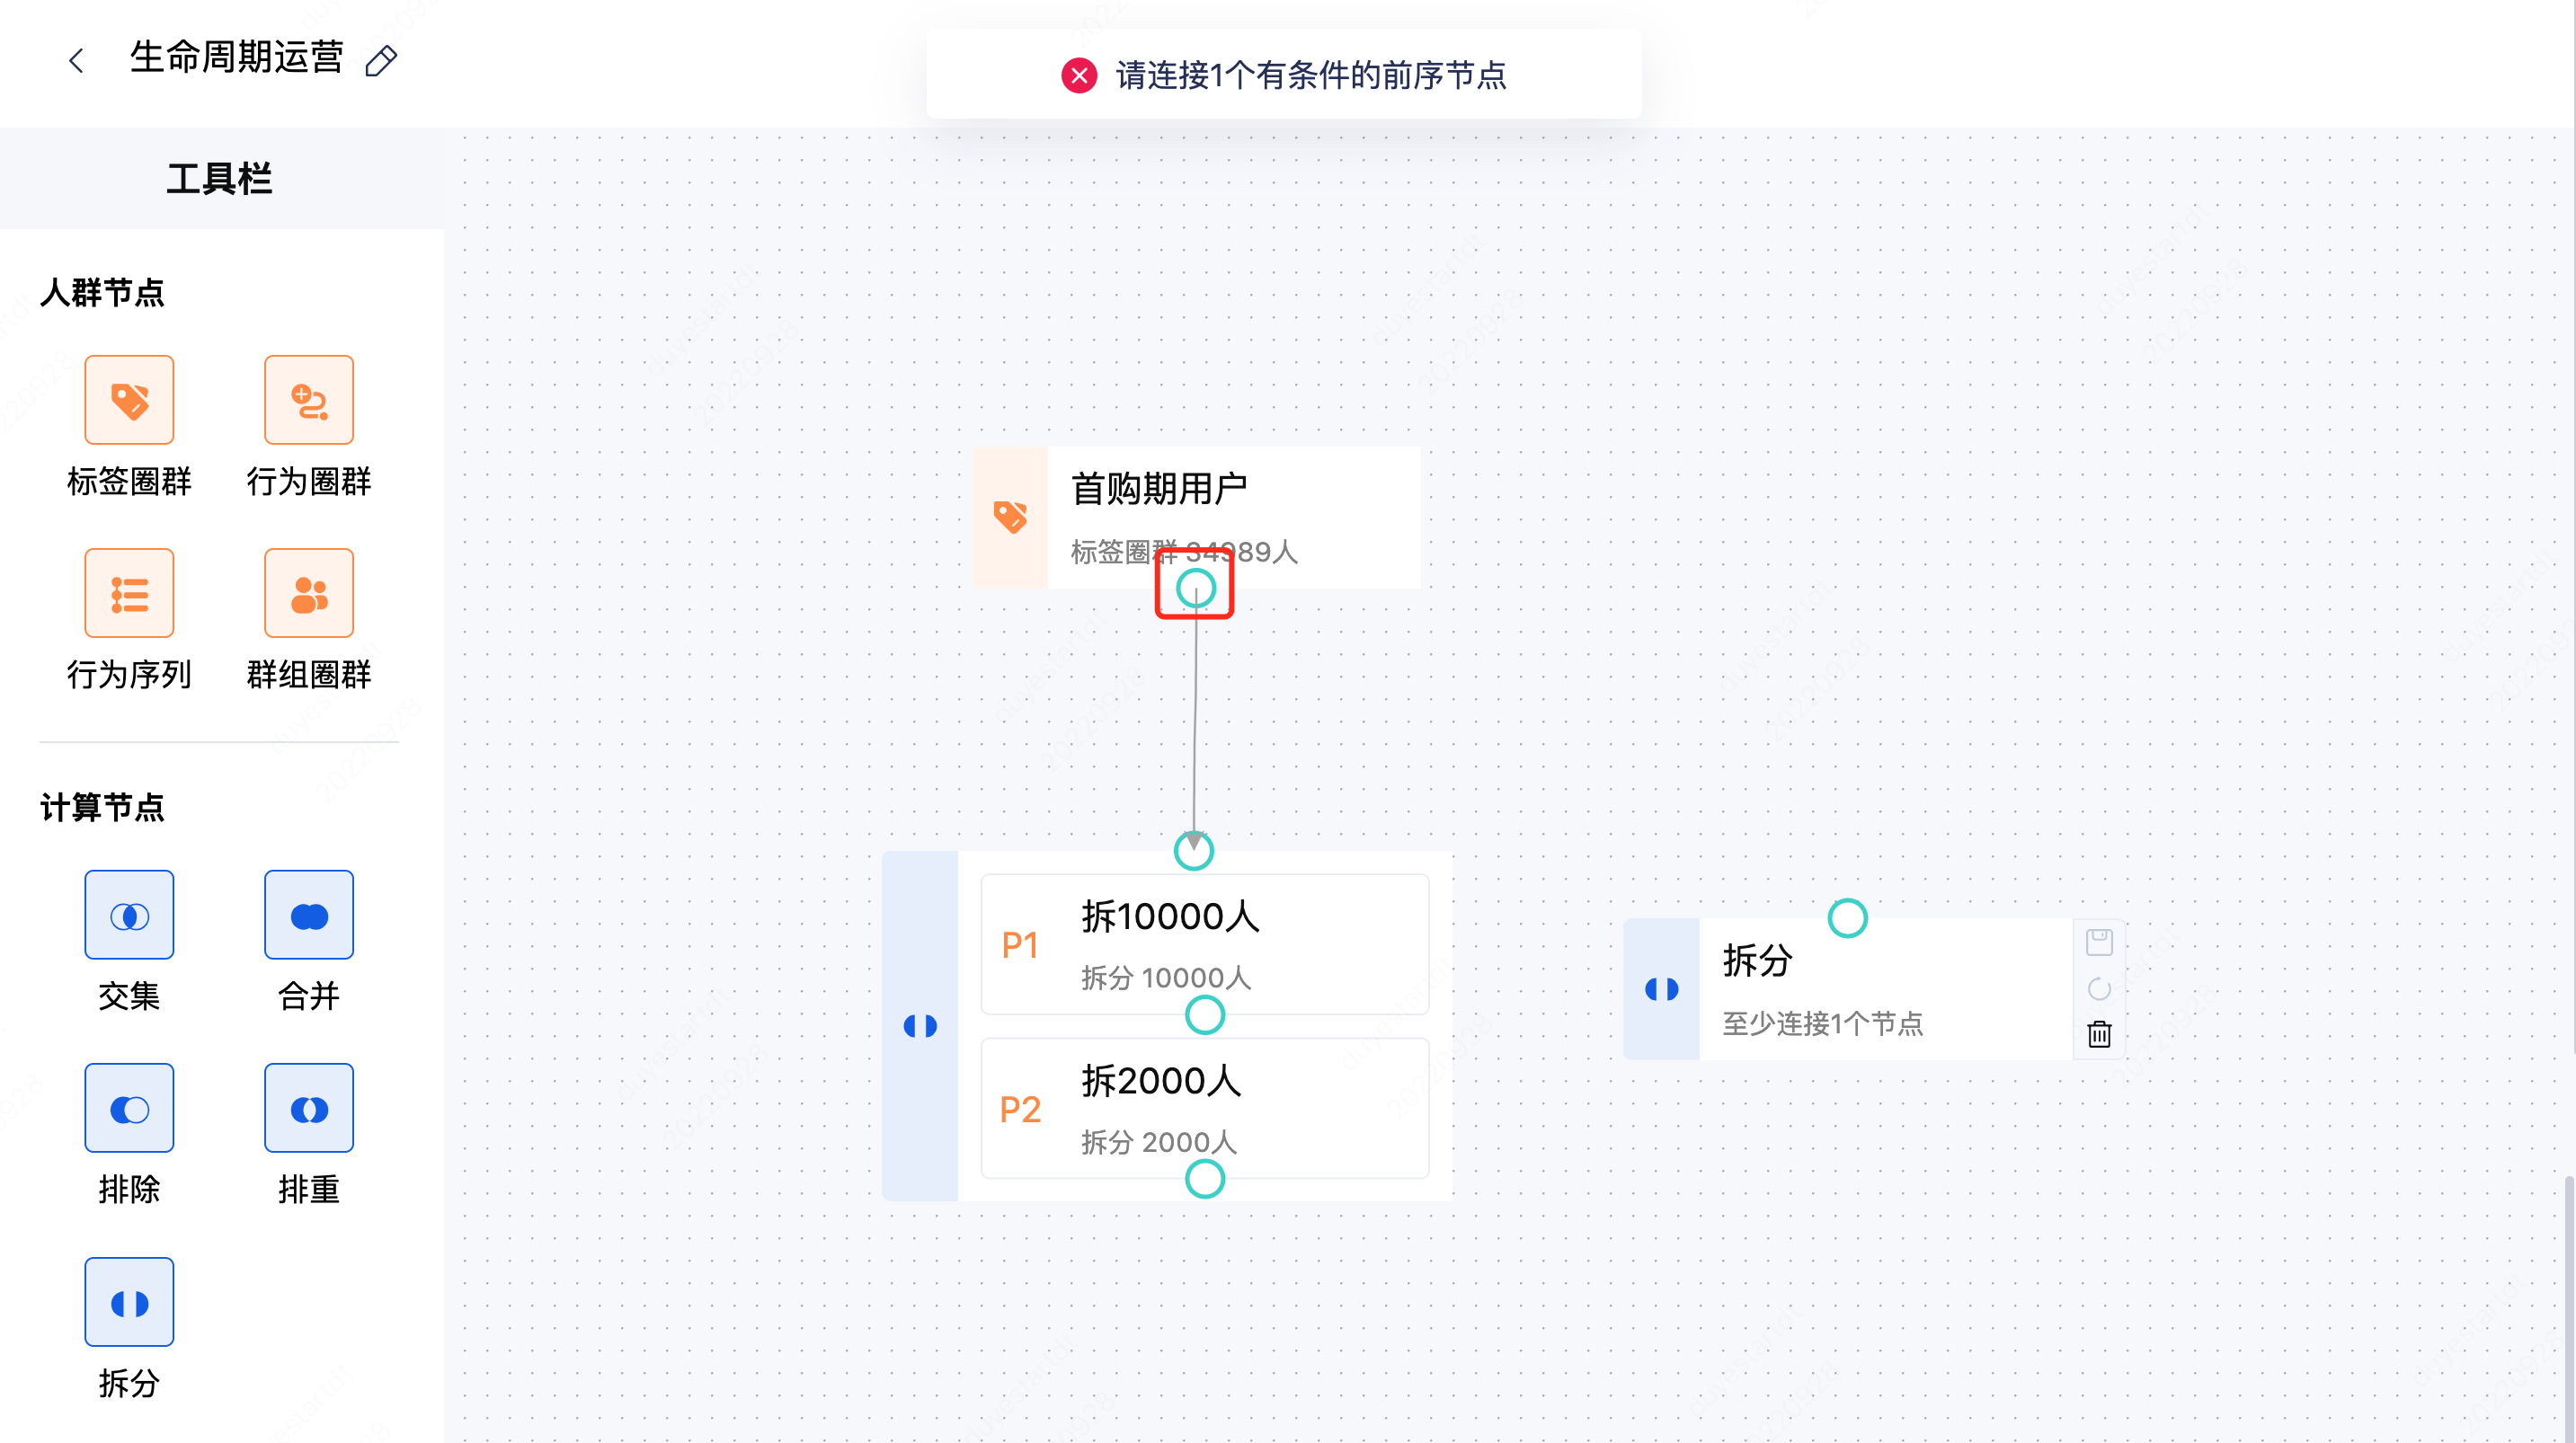 生命周期运营
请连接1个有条件的前序节点
工具栏
人群节点
标签圈群
行为圈群
行为序列
群组圈群
计算节点
交集
合并
排除
排重
拆分
首购期用户
标签圈群 34989人
P1
拆10000人
拆分 10000人
P2
拆2000人
拆分 2000人
拆分
至少连接1个节点
duyestartdt
20220928